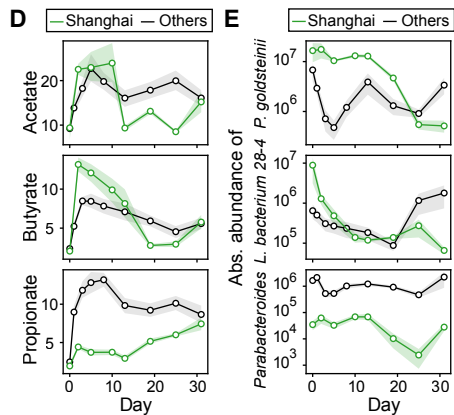 D
Shanghai Others
Acetate
20
10
Butyrate
10
5
Propionate
10
5
0 10 20 30
Day
E
Shanghai Others
Abs. abundance of
P. goldsteinii
10^7
10^6
L. bacterium 28-4
10^7
10^6
10^5
Parabacteroides
10^6
10^5
10^4
10^3
0 10 20 30
Day